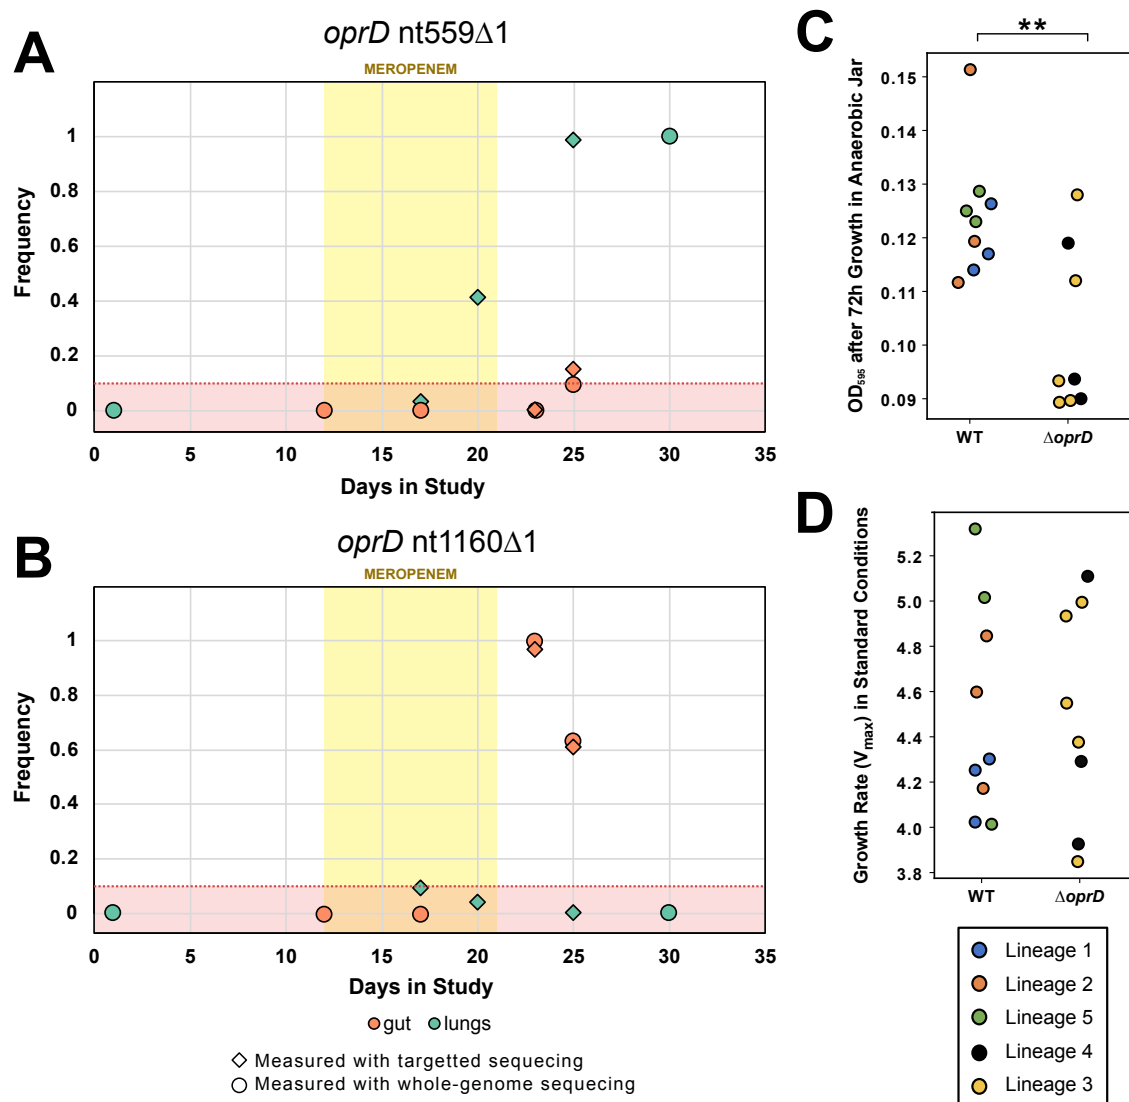 A
oprD nt559Δ1
MEROPENEM
Frequency
1
0.8
0.6
0.4
0.2
0
0 5 10 15 20 25 30 35
Days in Study
B
oprD nt1160Δ1
MEROPENEM
Frequency
1
0.8
0.6
0.4
0.2
0
0 5 10 15 20 25 30 35
Days in Study
gut lungs
Measured with targetted sequecing
Measured with whole-genome sequecing
C
**
OD595 after 72h Growth in Anaerobic Jar
0.15
0.14
0.13
0.12
0.11
0.10
0.09
WT ΔoprD
D
Growth Rate (Vmax) in Standard Conditions
5.2
5.0
4.8
4.6
4.4
4.2
4.0
3.8
WT ΔoprD
Lineage 1
Lineage 2
Lineage 5
Lineage 4
Lineage 3